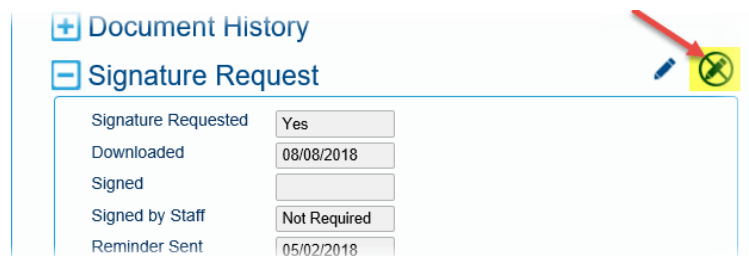 Document History
Signature Request
Signature Requested Yes
Downloaded 08/08/2018
Signed
Signed by Staff Not Required
Reminder Sent 05/02/2018